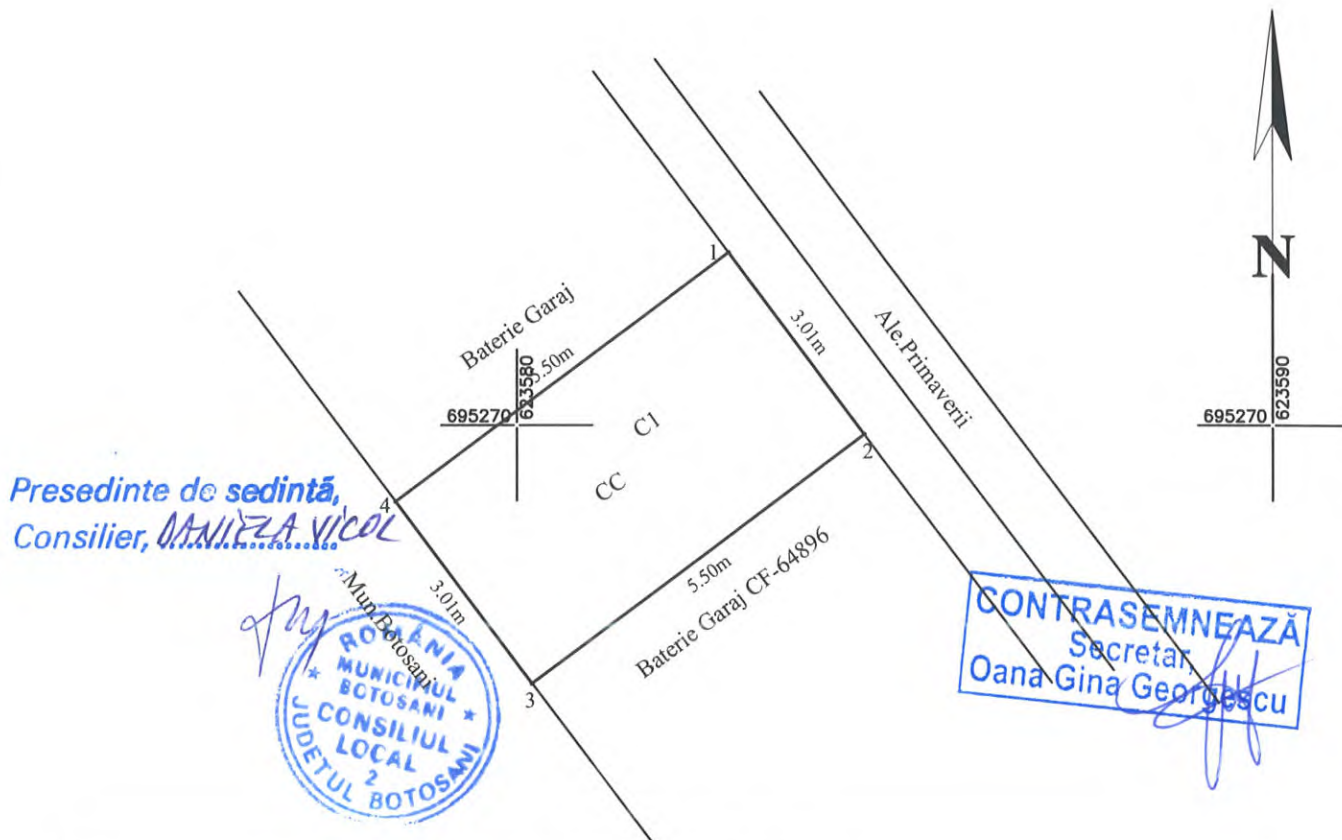 N
1
Baterie Garaj
5.50m
3.01m
Ale.Primaverii
695270
623580
695270
623590
C1
CC
2
4
Presedinte de sedintă,
Consilier, DANIELA VICOL
5.50m
Baterie Garaj CF-64896
3.01m
Mun.Botosani
3
ROMÂNIA
MUNICIPIUL
BOTOSANI
CONSILIUL
LOCAL
2
JUDETUL BOTOSANI
CONTRASEMNEAZĂ
Secretar,
Oana Gina Georgescu